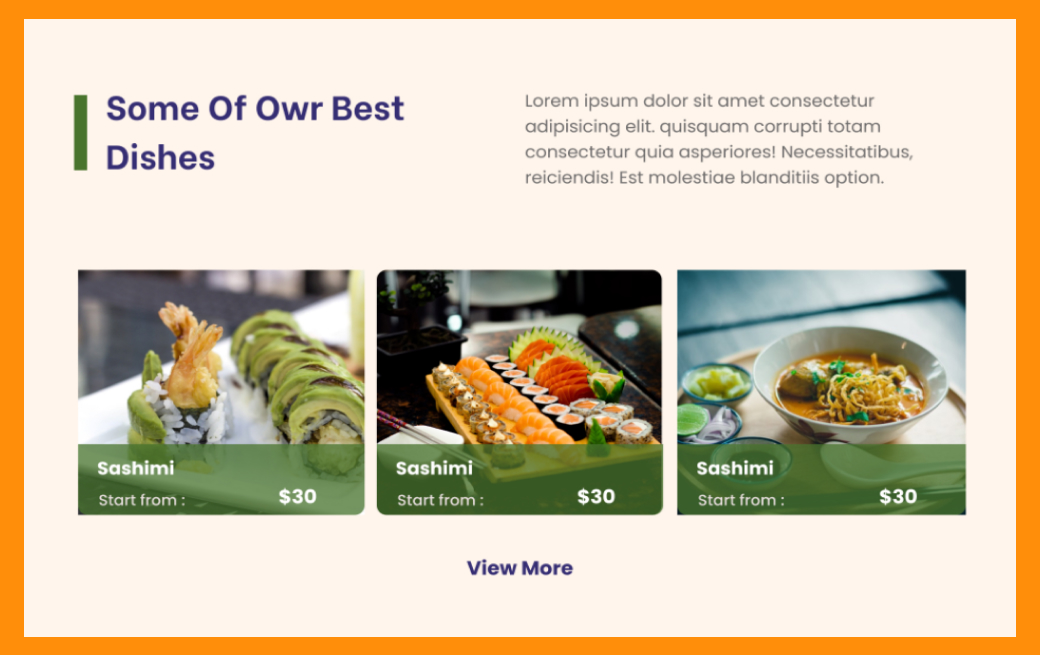 Some Of Owr Best
Dishes
Lorem ipsum dolor sit amet consectetur
adipisicing elit. quisquam corrupti totam
consectetur quia asperiores! Necessitatibus,
reiciendis! Est molestiae blanditiis option.
Sashimi
Start from : $30
Sashimi
Start from : $30
Sashimi
Start from : $30
View More